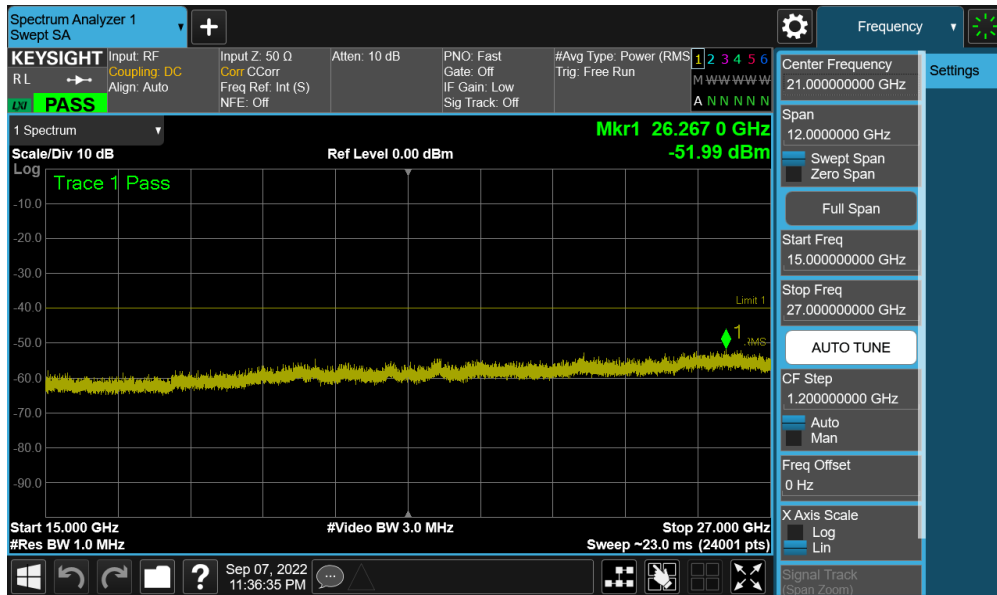 Spectrum Analyzer 1
Swept SA
Frequency
KEYSIGHT
R L
LXI
PASS
Input: RF
Coupling: DC
Align: Auto
Input Z: 50 Ω
Corr CCorr
Freq Ref: Int (S)
NFE: Off
Atten: 10 dB
PNO: Fast
Gate: Off
IF Gain: Low
Sig Track: Off
#Avg Type: Power (RMS
Trig: Free Run
1 2 3 4 5 6
M W W W W W
A N N N N N
1 Spectrum
Mkr1 26.267 0 GHz
Scale/Div 10 dB
Ref Level 0.00 dBm
-51.99 dBm
Log
Trace 1 Pass
-10.0
-20.0
-30.0
-40.0
Limit 1
1
RMS
-50.0
-60.0
-70.0
-80.0
-90.0
Start 15.000 GHz
#Video BW 3.0 MHz
Stop 27.000 GHz
#Res BW 1.0 MHz
Sweep ~23.0 ms (24001 pts)
Center Frequency
21.000000000 GHz
Settings
Span
12.0000000 GHz
Swept Span
Zero Span
Full Span
Start Freq
15.000000000 GHz
Stop Freq
27.000000000 GHz
AUTO TUNE
CF Step
1.200000000 GHz
Auto
Man
Freq Offset
0 Hz
X Axis Scale
Log
Lin
Signal Track
(Span Zoom)
?
Sep 07, 2022
11:36:35 PM